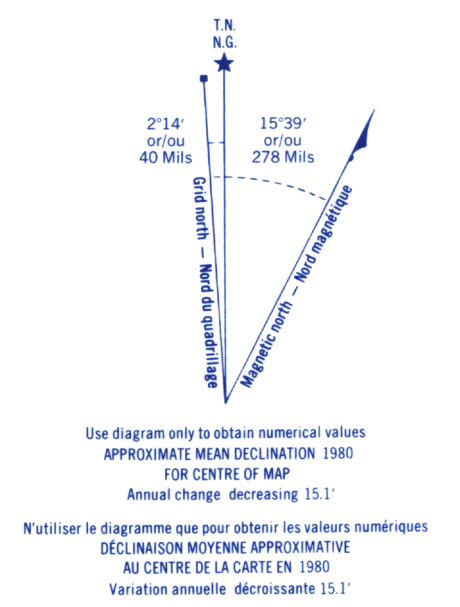 T.N.
N.G.
2°14′
or/ou
40 Mils
15°39′
or/ou
278 Mils
Grid north — Nord du quadrillage
Magnetic north — Nord magnétique
Use diagram only to obtain numerical values
APPROXIMATE MEAN DECLINATION 1980
FOR CENTRE OF MAP
Annual change decreasing 15.1′
N'utiliser le diagramme que pour obtenir les valeurs numériques
DÉCLINAISON MOYENNE APPROXIMATIVE
AU CENTRE DE LA CARTE EN 1980
Variation annuelle décroissante 15.1′